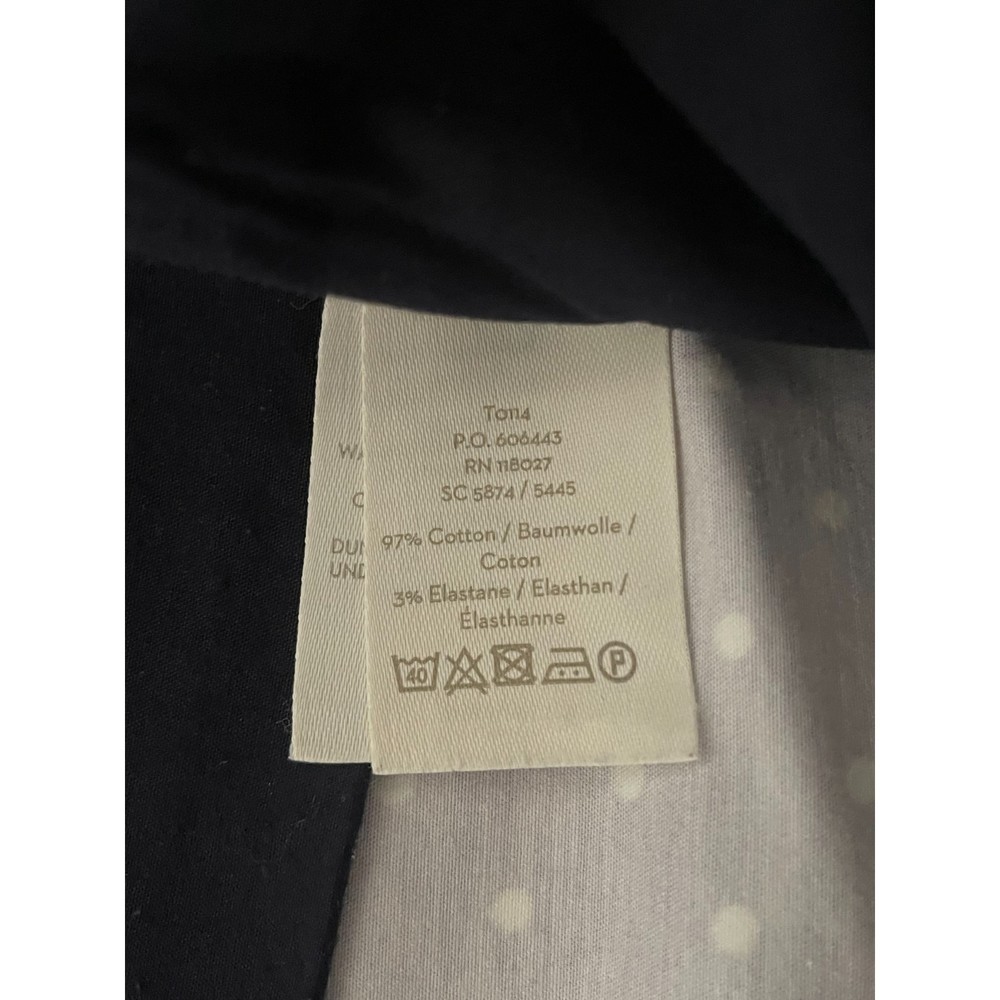 T0114
P.O. 606443
RN 118027
SC 5874 / 5445
97% Cotton / Baumwolle /
Coton
3% Elastane / Elasthan /
Élasthanne
40 P